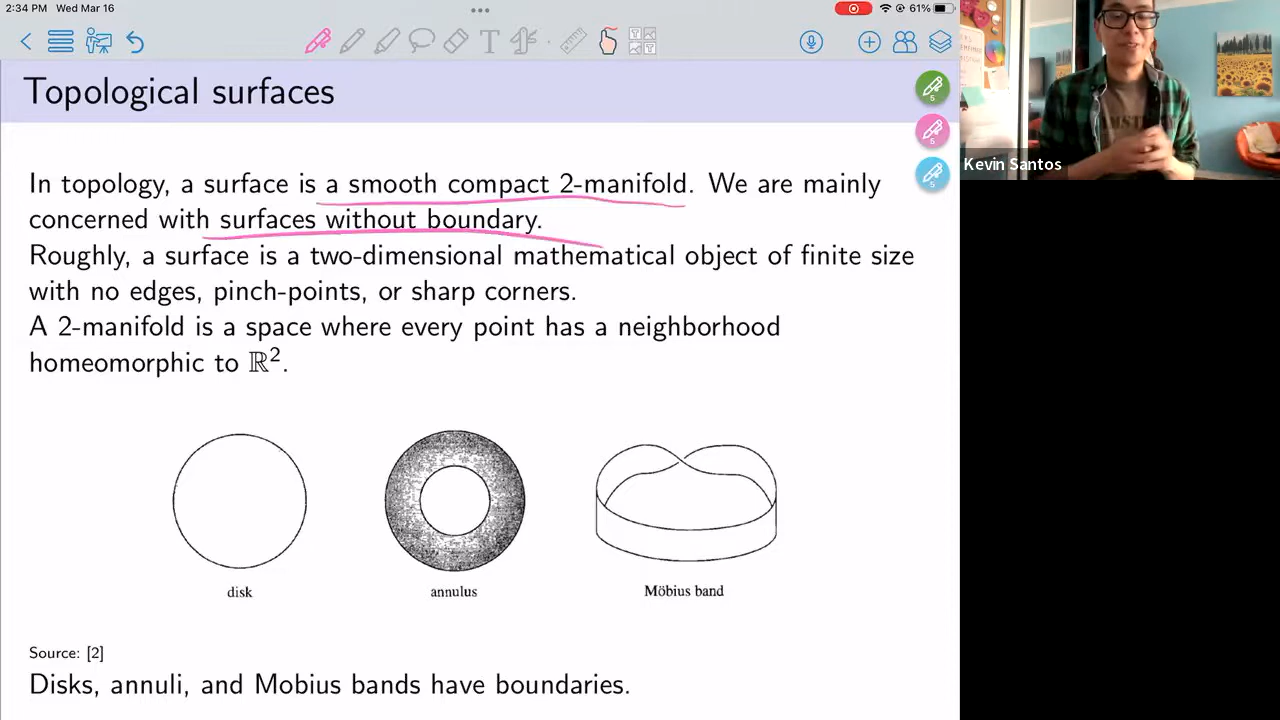 2:34 PM Wed Mar 16
61%
T
5
5
5
Topological surfaces
In topology, a surface is a smooth compact 2-manifold. We are mainly
concerned with surfaces without boundary.
Roughly, a surface is a two-dimensional mathematical object of finite size
with no edges, pinch-points, or sharp corners.
A 2-manifold is a space where every point has a neighborhood
homeomorphic to ℝ².
disk
annulus
Möbius band
Source: [2]
Disks, annuli, and Mobius bands have boundaries.
Kevin Santos